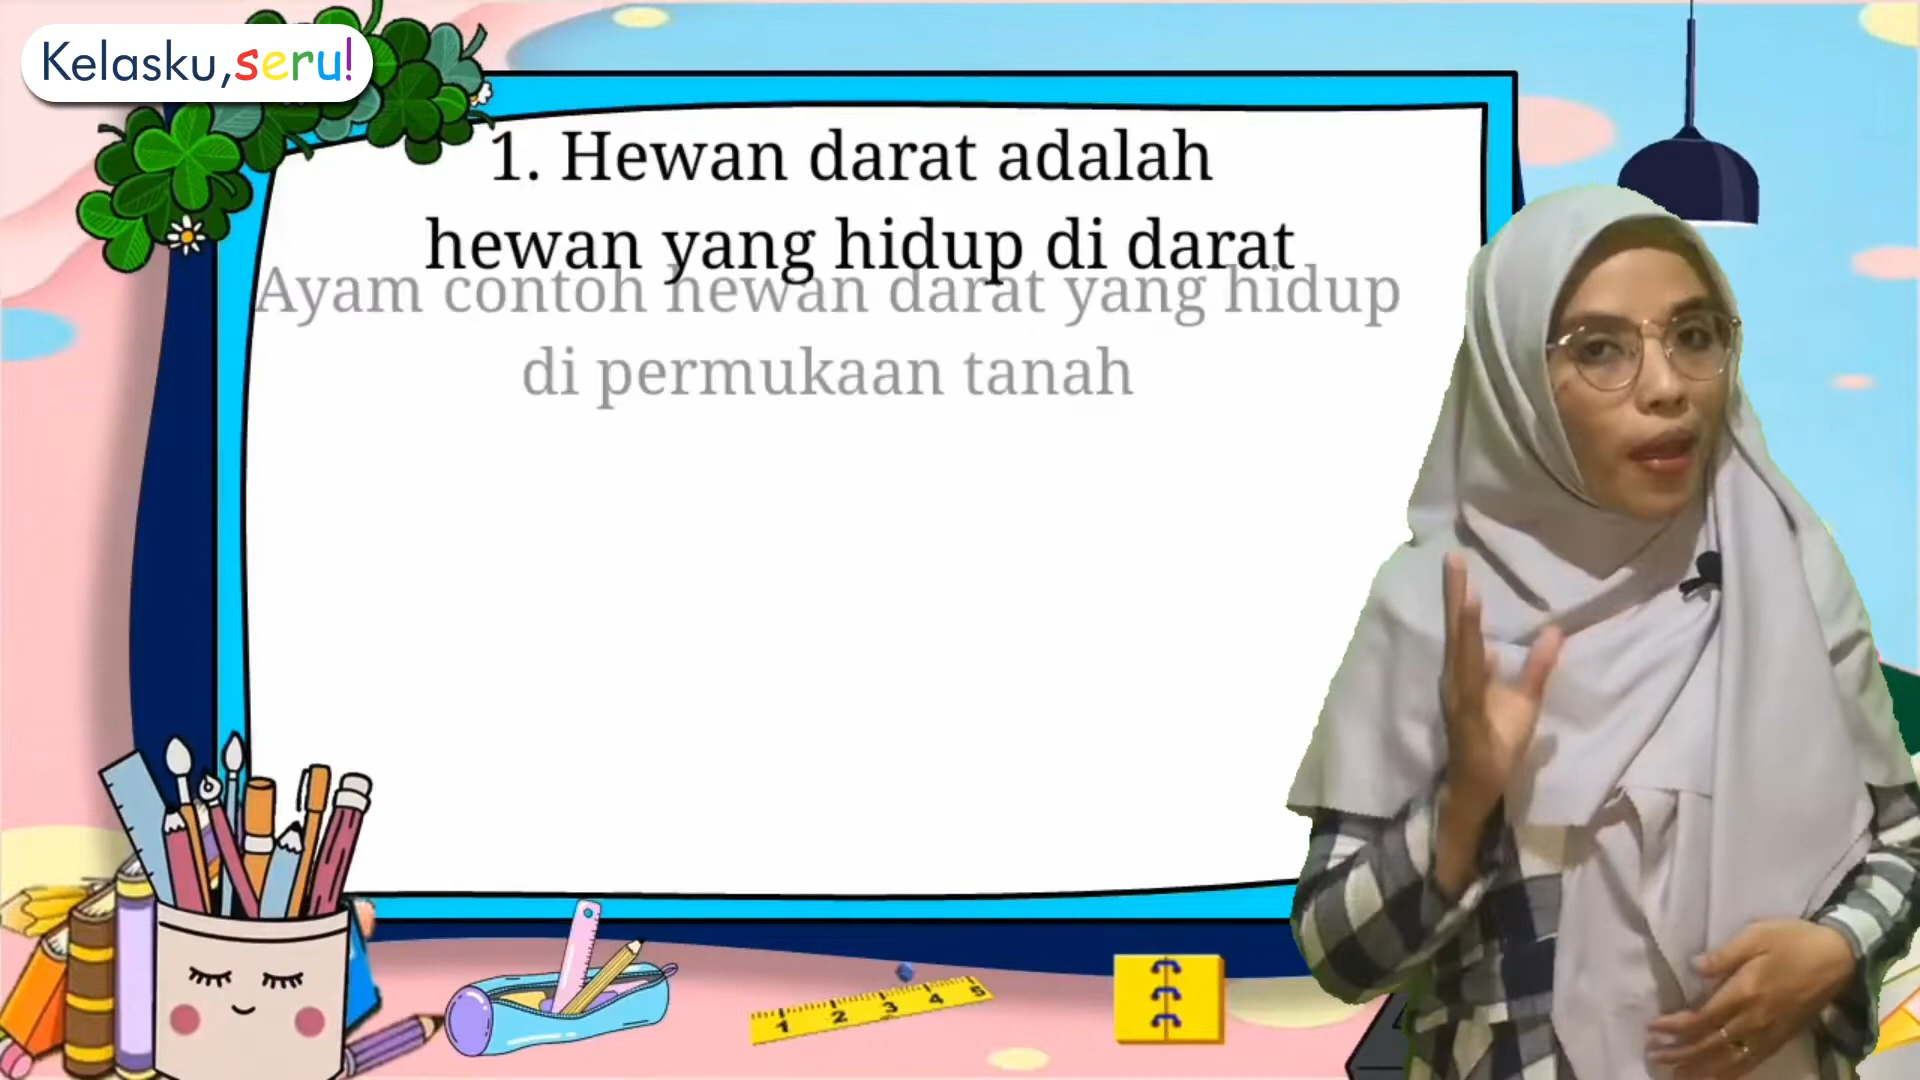 Kelasku,seru!
1. Hewan darat adalah
hewan yang hidup di darat
Ayam contoh hewan darat yang hidup
di permukaan tanah
1 2 3 4 5